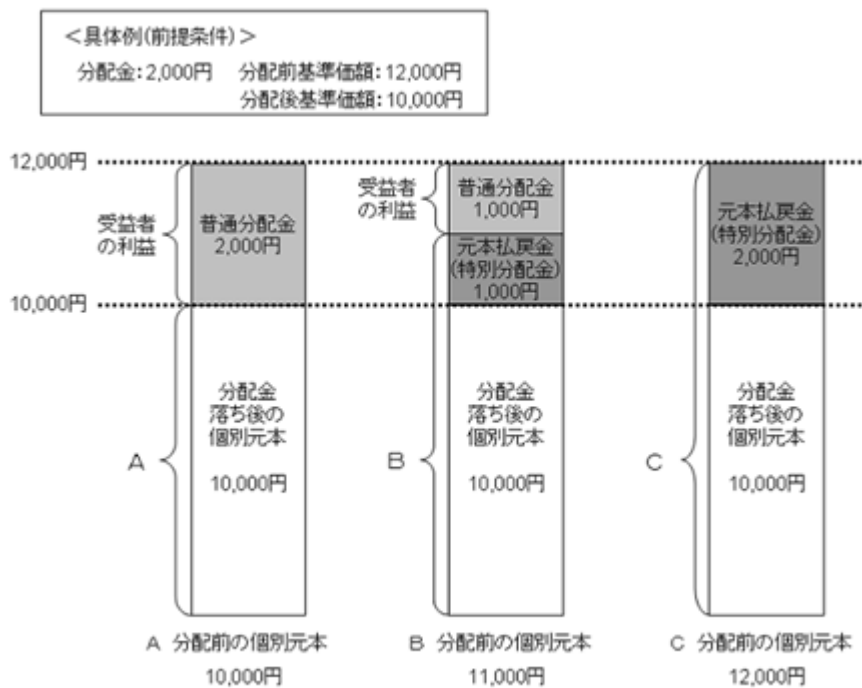 ＜具体例(前提条件)＞
分配金：2,000円　分配前基準価額：12,000円
分配後基準価額：10,000円
12,000円
受益者
の利益
普通分配金
2,000円
受益者
の利益
普通分配金
1,000円
元本払戻金
(特別分配金)
1,000円
元本払戻金
(特別分配金)
2,000円
10,000円
A
分配金
落ち後の
個別元本
10,000円
B
分配金
落ち後の
個別元本
10,000円
C
分配金
落ち後の
個別元本
10,000円
A 分配前の個別元本
10,000円
B 分配前の個別元本
11,000円
C 分配前の個別元本
12,000円